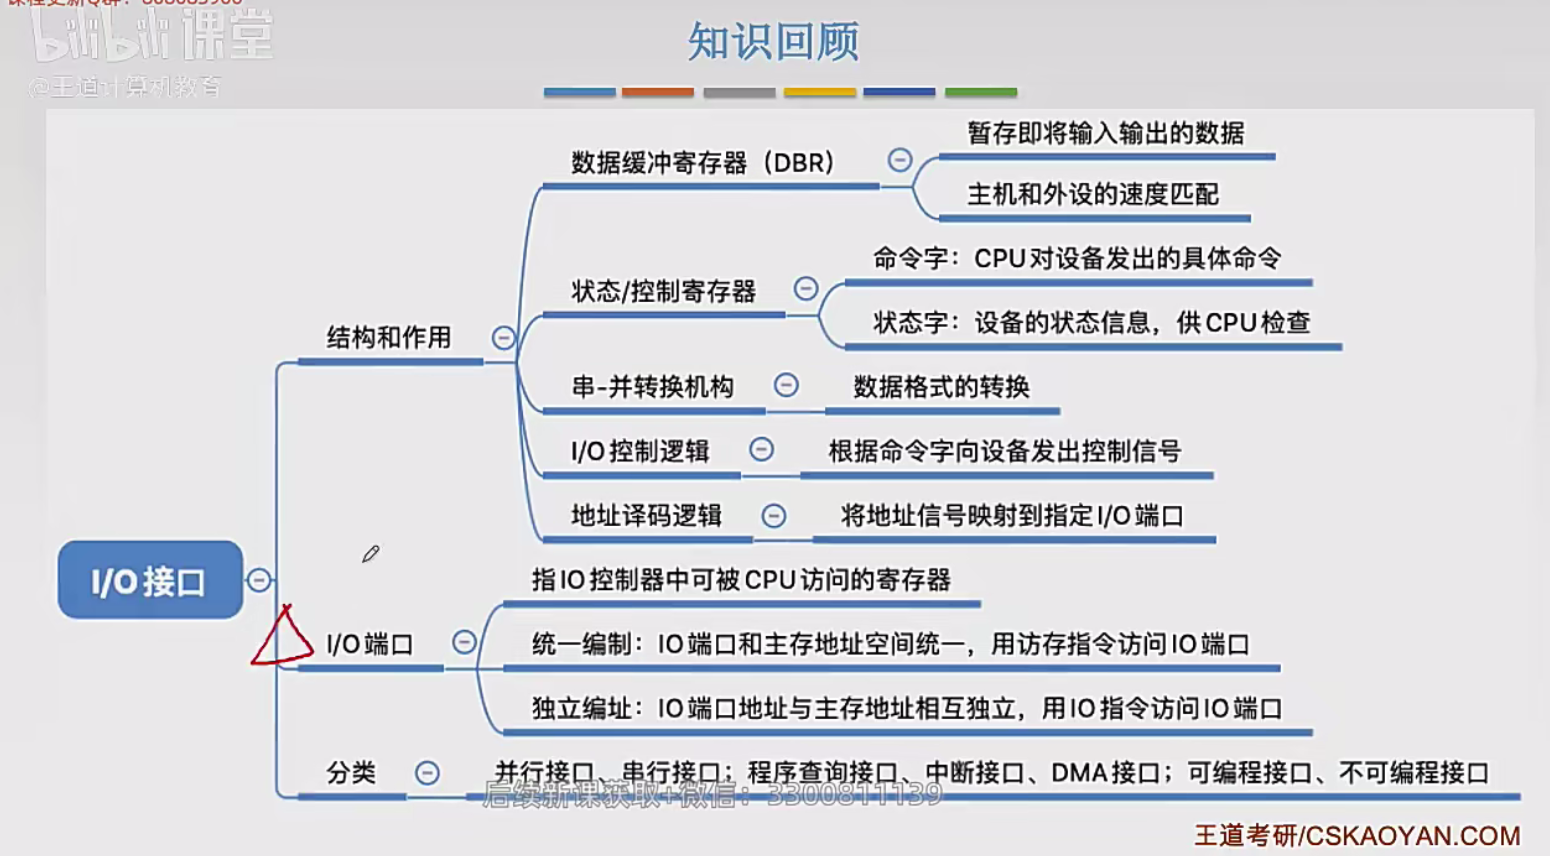 bilibili课堂
@王道计算机教育
知识回顾
I/O接口
结构和作用
数据缓冲寄存器（DBR）
暂存即将输入输出的数据
主机和外设的速度匹配
状态/控制寄存器
命令字：CPU对设备发出的具体命令
状态字：设备的状态信息，供CPU检查
串-并转换机构
数据格式的转换
I/O控制逻辑
根据命令字向设备发出控制信号
地址译码逻辑
将地址信号映射到指定I/O端口
I/O端口
指IO控制器中可被CPU访问的寄存器
统一编制：IO端口和主存地址空间统一，用访存指令访问IO端口
独立编址：IO端口地址与主存地址相互独立，用IO指令访问IO端口
分类
并行接口、串行接口；程序查询接口、中断接口、DMA接口；可编程接口、不可编程接口
后续新课获取+微信：3300811139
王道考研/CSKAOYAN.COM